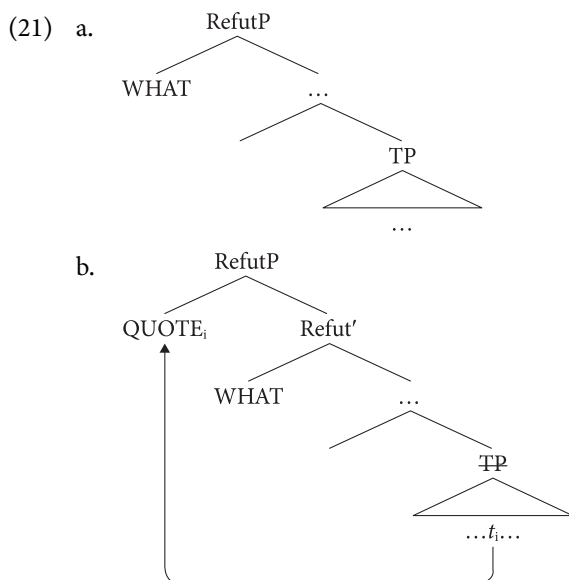 (21) a. RefutP
WHAT …
TP
…
b. RefutP
QUOTEi Refut′
WHAT …
TP
…ti…